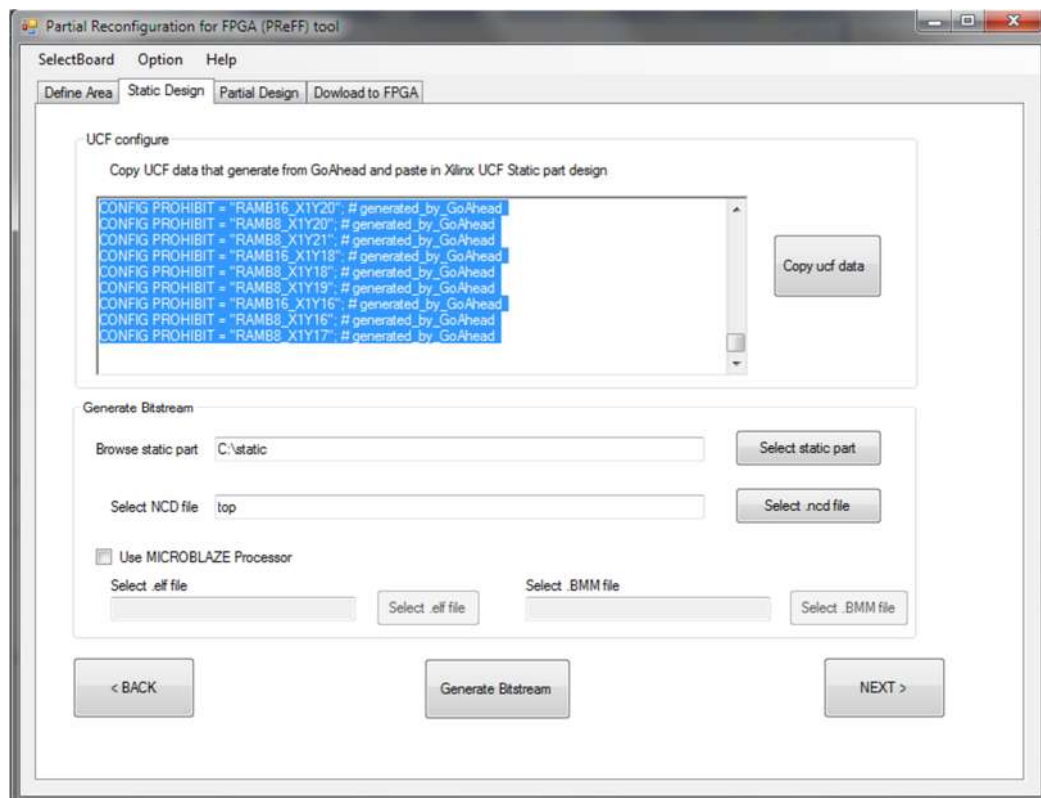 Partial Reconfiguration for FPGA (PReFF) tool
SelectBoard Option Help
Define Area Static Design Partial Design Dowload to FPGA
UCF configure
Copy UCF data that generate from GoAhead and paste in Xilinx UCF Static part design
CONFIG PROHIBIT = "RAMB16_X1Y20"; # generated_by_GoAhead
CONFIG PROHIBIT = "RAMB8_X1Y20"; # generated_by_GoAhead
CONFIG PROHIBIT = "RAMB8_X1Y21"; # generated_by_GoAhead
CONFIG PROHIBIT = "RAMB16_X1Y18"; # generated_by_GoAhead
CONFIG PROHIBIT = "RAMB8_X1Y18"; # generated_by_GoAhead
CONFIG PROHIBIT = "RAMB8_X1Y19"; # generated_by_GoAhead
CONFIG PROHIBIT = "RAMB16_X1Y16"; # generated_by_GoAhead
CONFIG PROHIBIT = "RAMB8_X1Y16"; # generated_by_GoAhead
CONFIG PROHIBIT = "RAMB8_X1Y17"; # generated_by_GoAhead
Copy ucf data
Generate Bitstream
Browse static part C:\static Select static part
Select NCD file top Select .ncd file
Use MICROBLAZE Processor
Select .elf file Select .BMM file
Select .elf file Select .BMM file
< BACK Generate Bitstream NEXT >